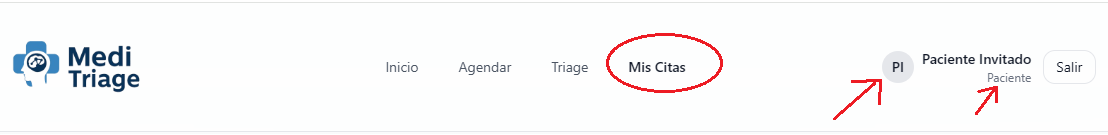 Medi
Triage
Inicio Agendar Triage Mis Citas
PI Paciente Invitado
Paciente
Salir